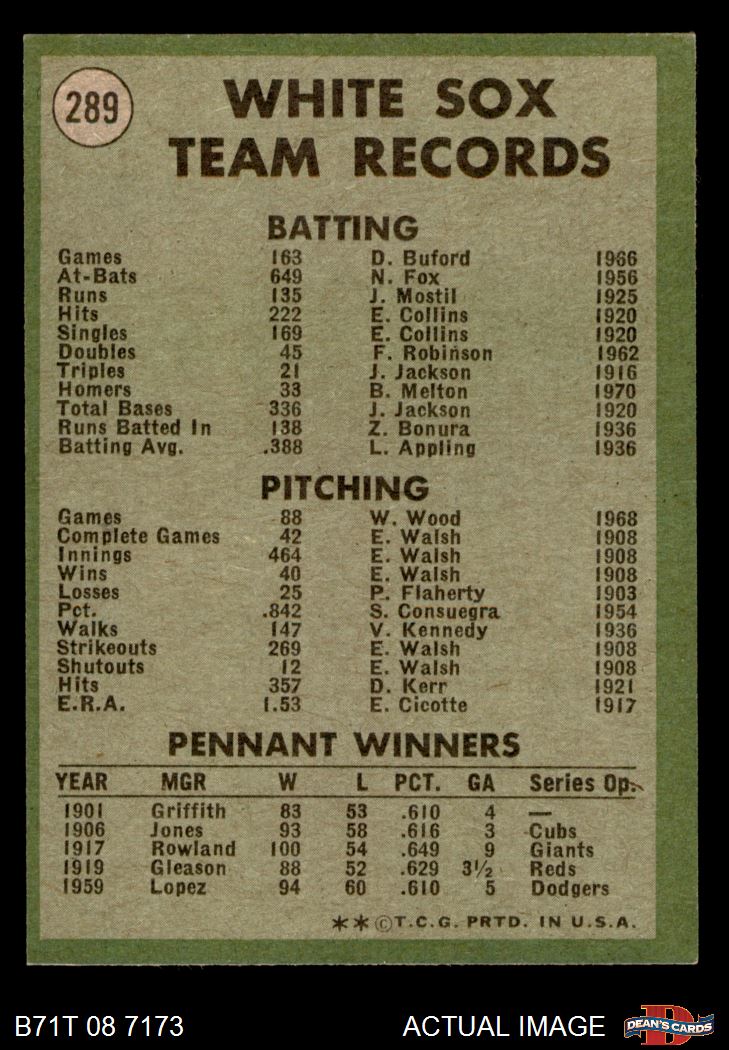 289
WHITE SOX
TEAM RECORDS
BATTING
Games 163 D. Buford 1966
At-Bats 649 N. Fox 1956
Runs 135 J. Mostil 1925
Hits 222 E. Collins 1920
Singles 169 E. Collins 1920
Doubles 45 F. Robinson 1962
Triples 21 J. Jackson 1916
Homers 33 B. Melton 1970
Total Bases 336 J. Jackson 1920
Runs Batted In 138 Z. Bonura 1936
Batting Avg. .388 L. Appling 1936
PITCHING
Games 88 W. Wood 1968
Complete Games 42 E. Walsh 1908
Innings 464 E. Walsh 1908
Wins 40 E. Walsh 1908
Losses 25 P. Flaherty 1903
Pct. .842 S. Consuegra 1954
Walks 147 V. Kennedy 1936
Strikeouts 269 E. Walsh 1908
Shutouts 12 E. Walsh 1908
Hits 357 D. Kerr 1921
E.R.A. 1.53 E. Cicotte 1917
PENNANT WINNERS
YEAR MGR W L PCT. GA Series Op.
1901 Griffith 83 53 .610 4 —
1906 Jones 93 58 .616 3 Cubs
1917 Rowland 100 54 .649 9 Giants
1919 Gleason 88 52 .629 3½ Reds
1959 Lopez 94 60 .610 5 Dodgers
**©T.C.G. PRTD. IN U.S.A.
B71T 08 7173 ACTUAL IMAGE DEAN'S CARDS